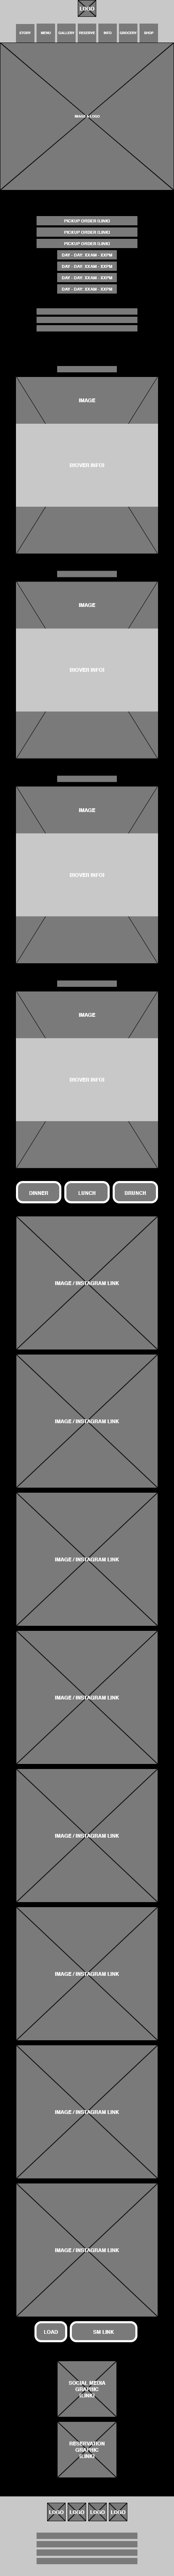 LOGO
STORY MENU GALLERY RESERVE INFO GROCERY SHOP
IMAGE / LOGO
PICKUP ORDER (LINK)
PICKUP ORDER (LINK)
PICKUP ORDER (LINK)
DAY - DAY: XXAM - XXPM
DAY - DAY: XXAM - XXPM
DAY - DAY: XXAM - XXPM
DAY - DAY: XXAM - XXPM
IMAGE
(HOVER INFO)
IMAGE
(HOVER INFO)
IMAGE
(HOVER INFO)
IMAGE
(HOVER INFO)
DINNER LUNCH BRUNCH
IMAGE / INSTAGRAM LINK
IMAGE / INSTAGRAM LINK
IMAGE / INSTAGRAM LINK
IMAGE / INSTAGRAM LINK
IMAGE / INSTAGRAM LINK
IMAGE / INSTAGRAM LINK
IMAGE / INSTAGRAM LINK
IMAGE / INSTAGRAM LINK
LOAD SM LINK
SOCIAL MEDIA
GRAPHIC
(LINK)
RESERVATION
GRAPHIC
(LINK)
LOGO LOGO LOGO LOGO